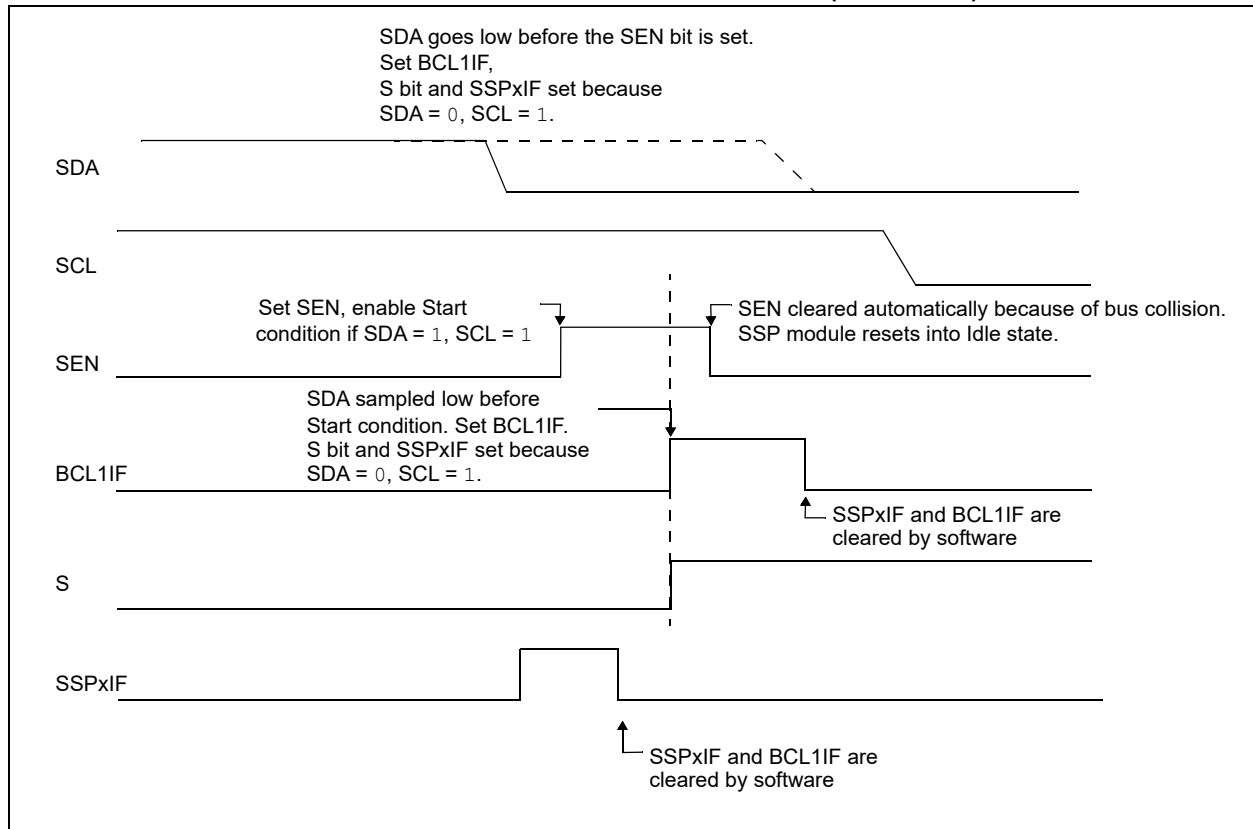 SDA goes low before the SEN bit is set.
Set BCL1IF,
S bit and SSPxIF set because
SDA = 0, SCL = 1.
SDA
SCL
Set SEN, enable Start
condition if SDA = 1, SCL = 1
SEN cleared automatically because of bus collision.
SSP module resets into Idle state.
SEN
SDA sampled low before
Start condition. Set BCL1IF.
S bit and SSPxIF set because
SDA = 0, SCL = 1.
BCL1IF
SSPxIF and BCL1IF are
cleared by software
S
SSPxIF
SSPxIF and BCL1IF are
cleared by software